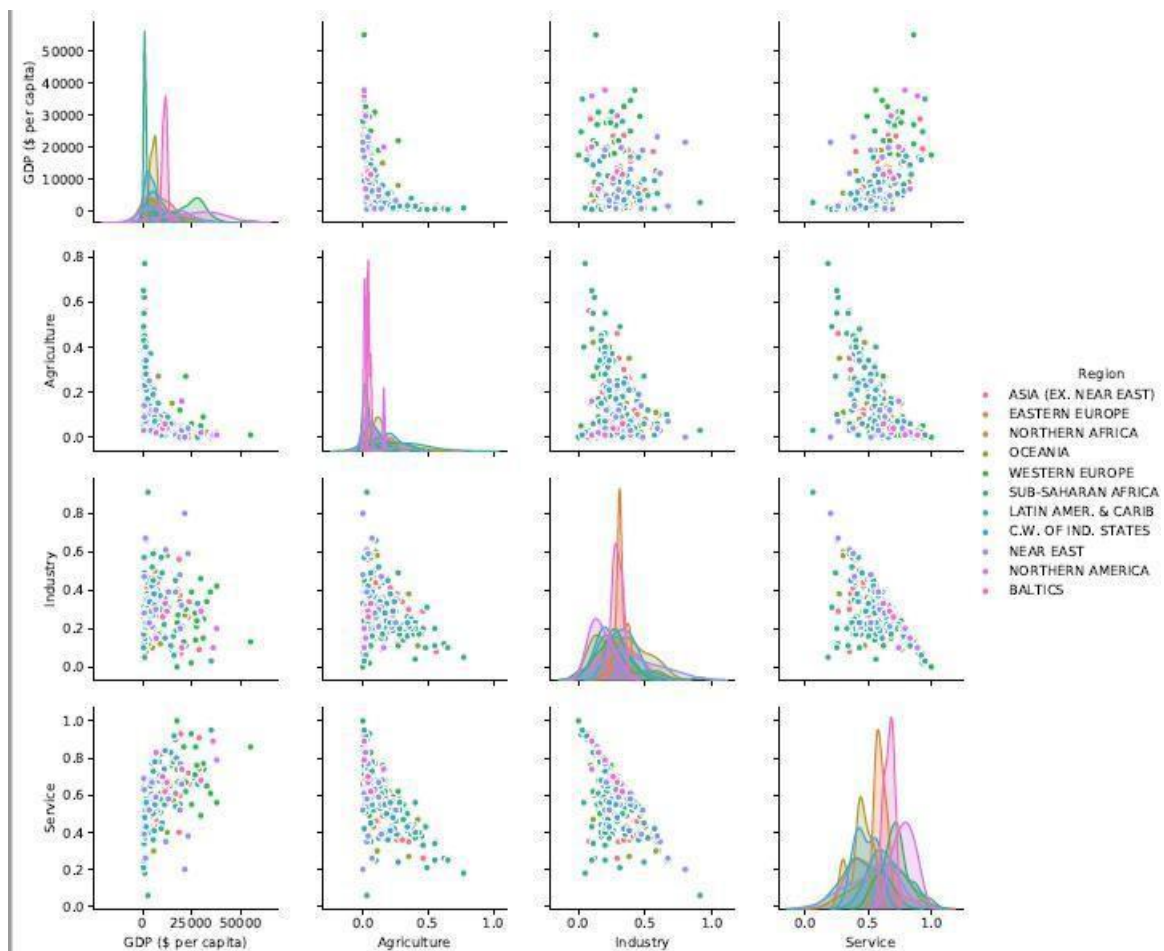 GDP ($ per capita)
50000
40000
30000
20000
10000
0
Agriculture
0.8
0.6
0.4
0.2
0.0
Industry
0.8
0.6
0.4
0.2
0.0
Service
1.0
0.8
0.6
0.4
0.2
0.0
0 25000 50000
GDP ($ per capita)
0.0 0.5 1.0
Agriculture
0.0 0.5 1.0
Industry
0.0 0.5 1.0
Service
Region
ASIA (EX. NEAR EAST)
EASTERN EUROPE
NORTHERN AFRICA
OCEANIA
WESTERN EUROPE
SUB-SAHARAN AFRICA
LATIN AMER. & CARIB
C.W. OF IND. STATES
NEAR EAST
NORTHERN AMERICA
BALTICS